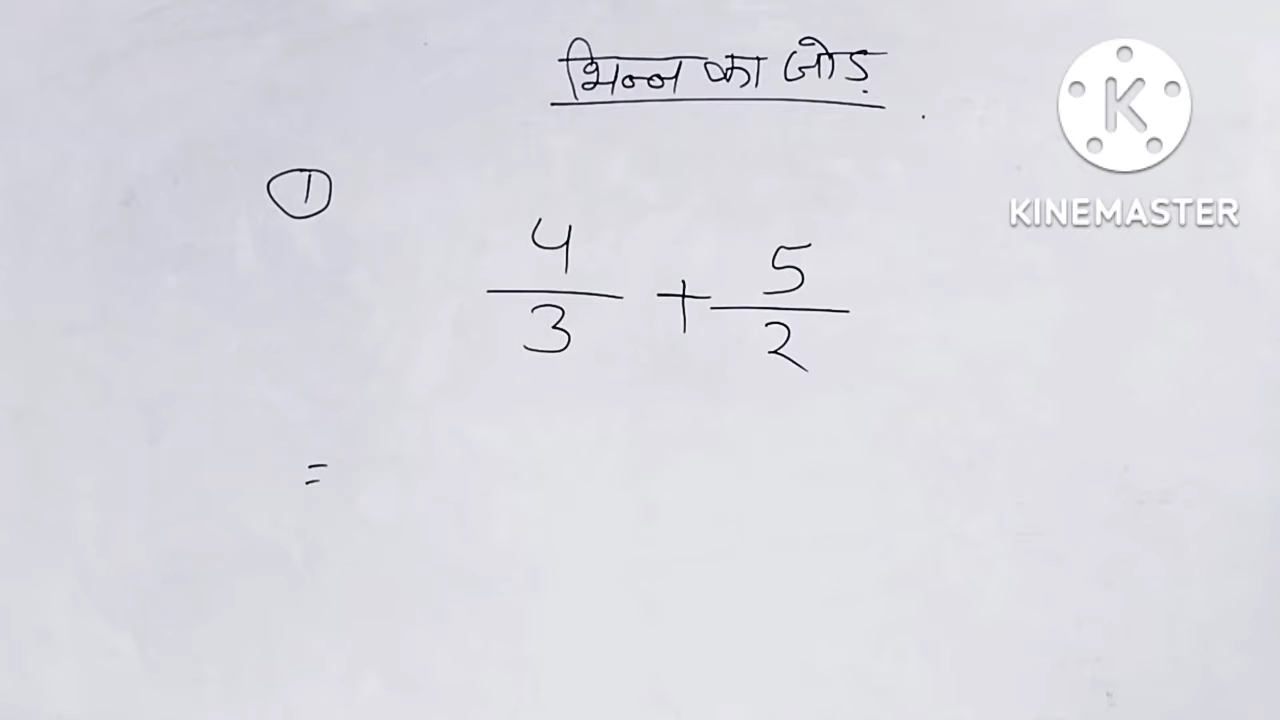 भिन्न का जोड़
K
KINEMASTER
①
4/3 + 5/2
=